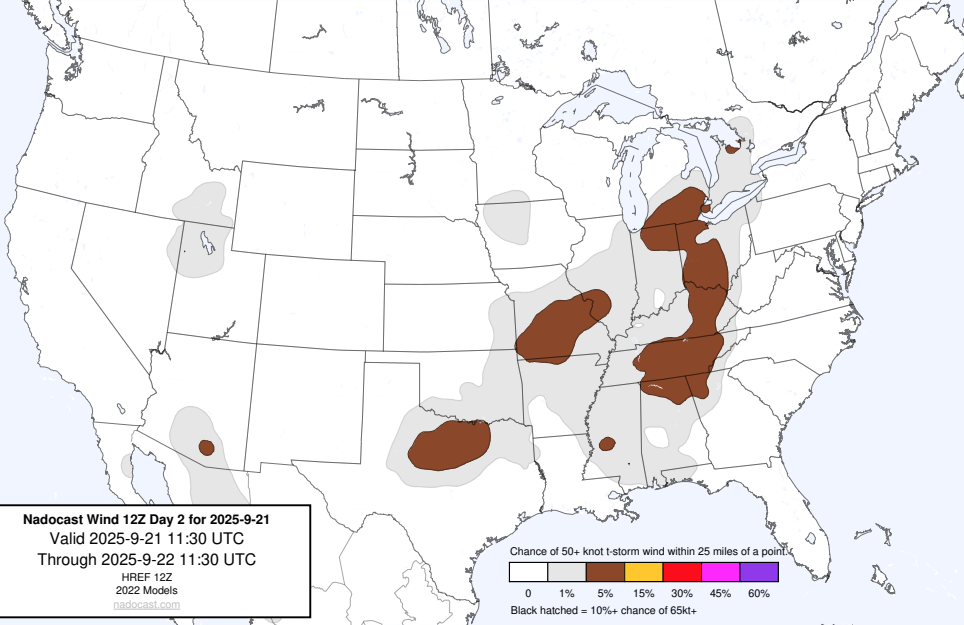 Nadocast Wind 12Z Day 2 for 2025-9-21
Valid 2025-9-21 11:30 UTC
Through 2025-9-22 11:30 UTC
HREF 12Z
2022 Models
nadocast.com
Chance of 50+ knot t-storm wind within 25 miles of a point.
0 1% 5% 15% 30% 45% 60%
Black hatched = 10%+ chance of 65kt+